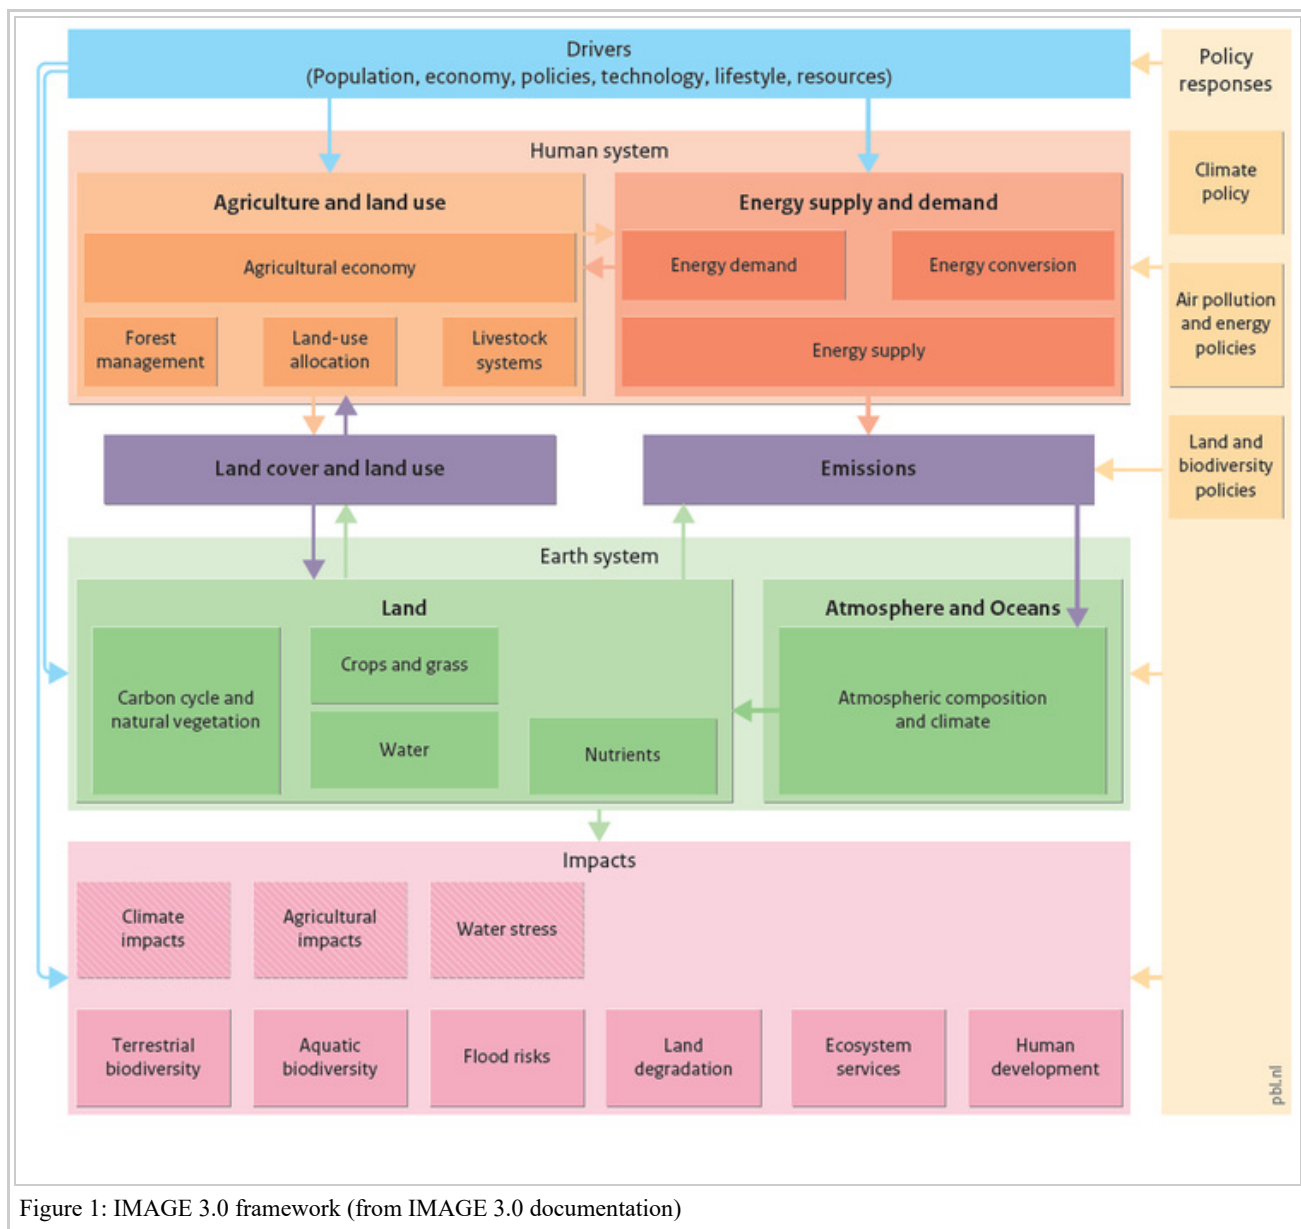 Drivers
(Population, economy, policies, technology, lifestyle, resources)
Policy
responses
Human system
Agriculture and land use
Energy supply and demand
Climate
policy
Agricultural economy
Energy demand
Energy conversion
Air pollution
and energy
policies
Forest
management
Land-use
allocation
Livestock
systems
Energy supply
Land cover and land use
Emissions
Land and
biodiversity
policies
Earth system
Land
Atmosphere and Oceans
Carbon cycle and
natural vegetation
Crops and grass
Water
Nutrients
Atmospheric composition
and climate
Impacts
Climate
impacts
Agricultural
impacts
Water stress
Terrestrial
biodiversity
Aquatic
biodiversity
Flood risks
Land
degradation
Ecosystem
services
Human
development
pbl.nl
Figure 1: IMAGE 3.0 framework (from IMAGE 3.0 documentation)